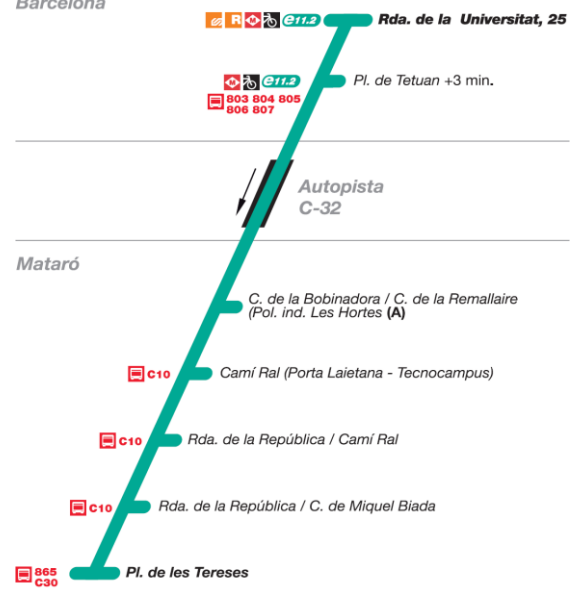 Barcelona
R M e11.2 Rda. de la Universitat, 25
M e11.2 Pl. de Tetuan +3 min.
803 804 805
806 807
Autopista
C-32
Mataró
C. de la Bobinadora / C. de la Remallaire
(Pol. ind. Les Hortes (A)
C10 Camí Ral (Porta Laietana - Tecnocampus)
C10 Rda. de la República / Camí Ral
C10 Rda. de la República / C. de Miquel Biada
865
C30
Pl. de les Tereses